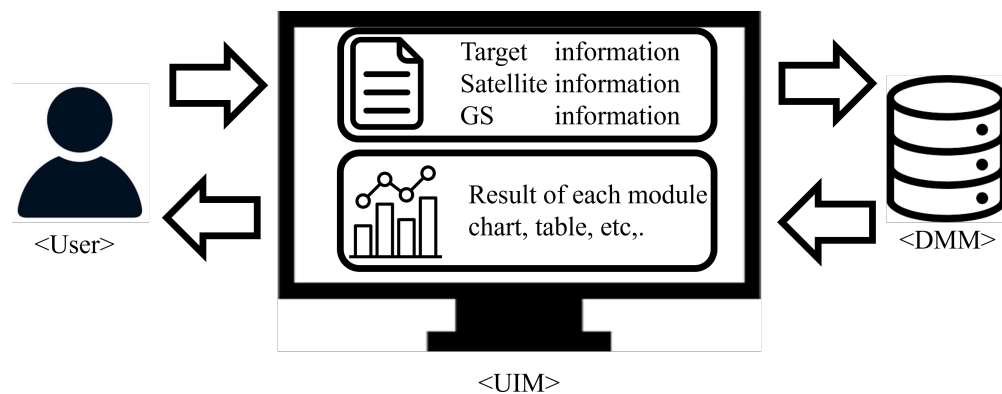 Target information
Satellite information
GS information
Result of each module
chart, table, etc,.
<User>
<DMM>
<UIM>